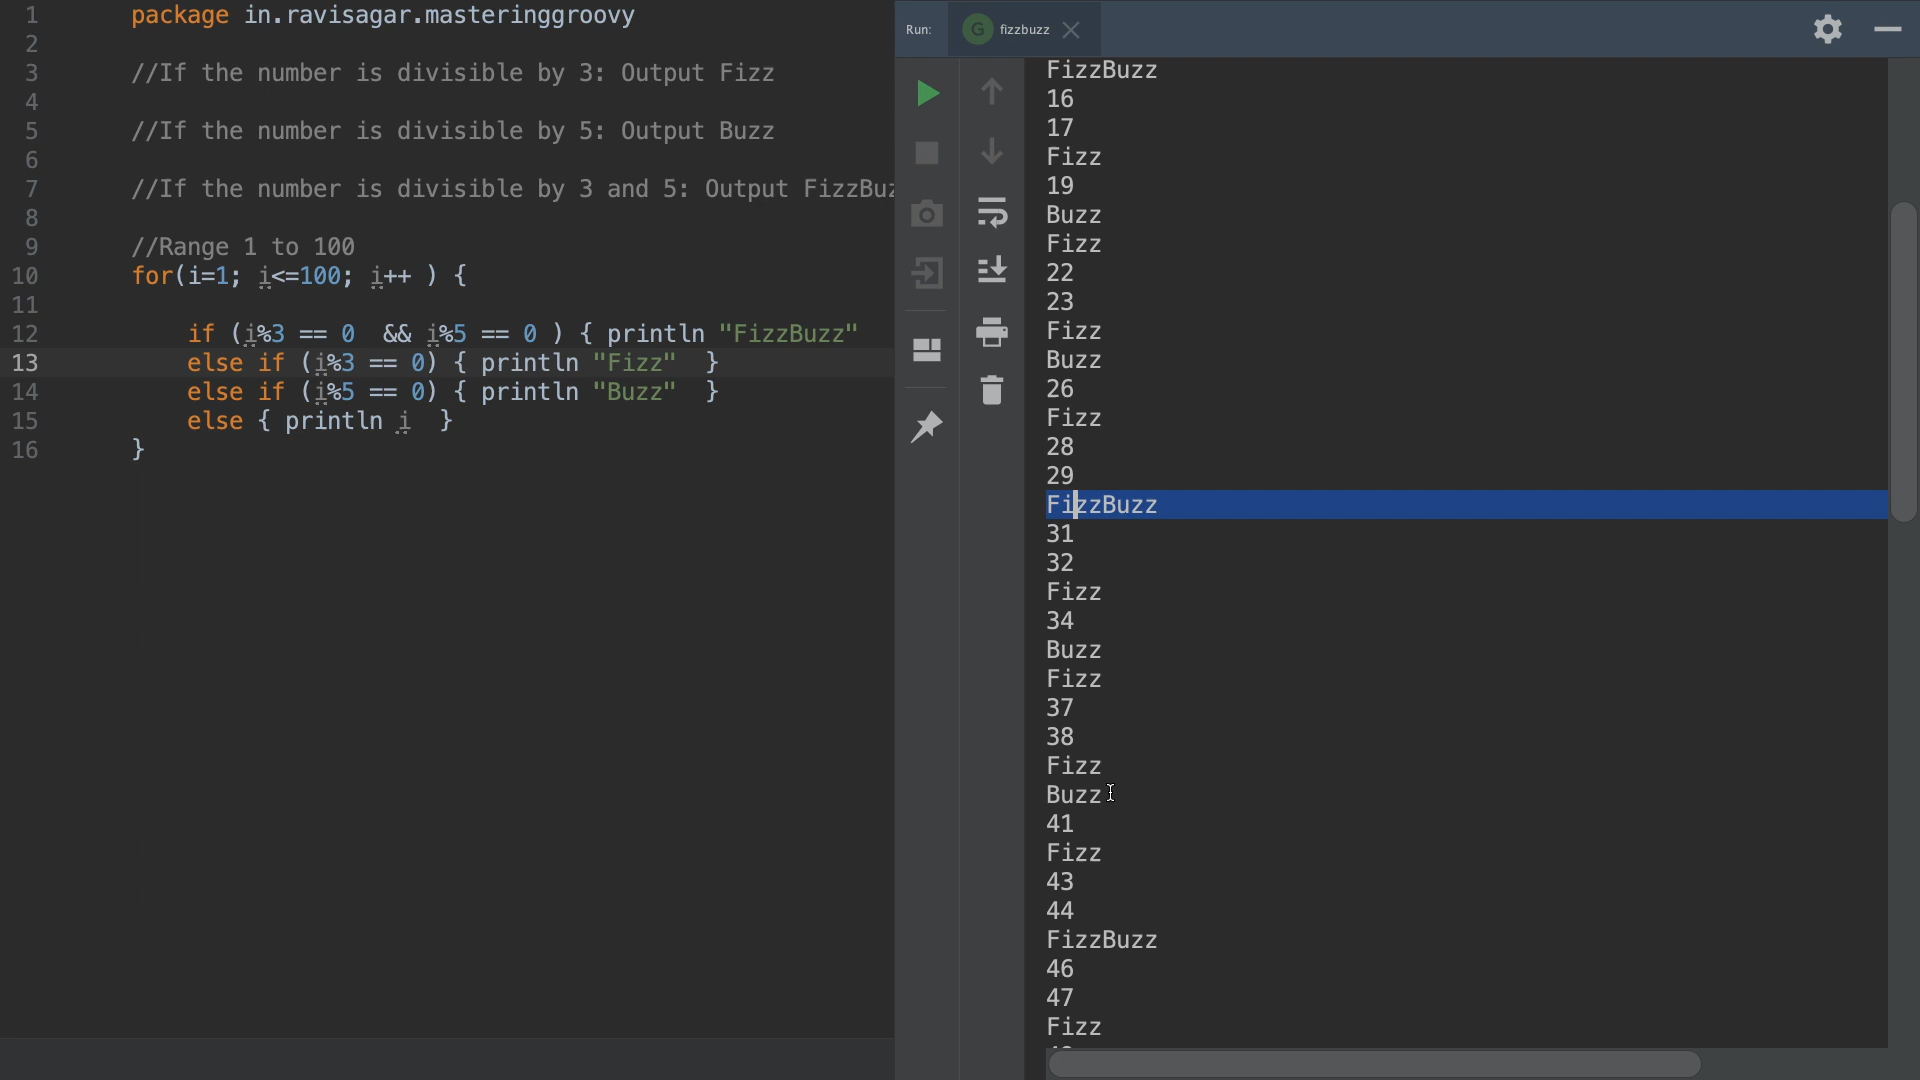 1 package in.ravisagar.masteringgroovy
2
3 //If the number is divisible by 3: Output Fizz
4
5 //If the number is divisible by 5: Output Buzz
6
7 //If the number is divisible by 3 and 5: Output FizzBuz
8
9 //Range 1 to 100
10 for(i=1; i<=100; i++ ) {
11
12 if (i%3 == 0  && i%5 == 0 ) { println "FizzBuzz"
13 else if (i%3 == 0) { println "Fizz"  }
14 else if (i%5 == 0) { println "Buzz"  }
15 else { println i  }
16 }
Run: G fizzbuzz
FizzBuzz
16
17
Fizz
19
Buzz
Fizz
22
23
Fizz
Buzz
26
Fizz
28
29
FizzBuzz
31
32
Fizz
34
Buzz
Fizz
37
38
Fizz
Buzz
41
Fizz
43
44
FizzBuzz
46
47
Fizz